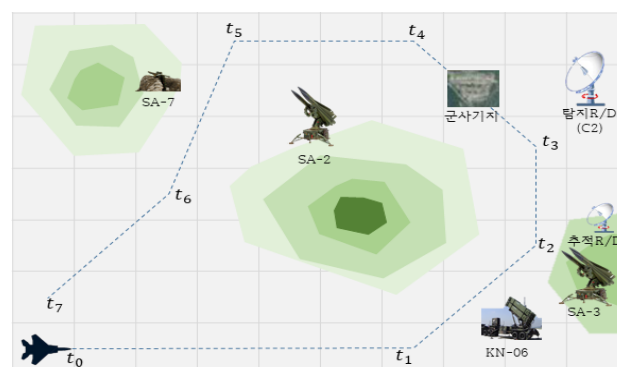 t5
t4
SA-7
군사기지
탐지R/D
(C2)
SA-2
t3
t6
추적R/D
t2
SA-3
t7
t0
t1
KN-06